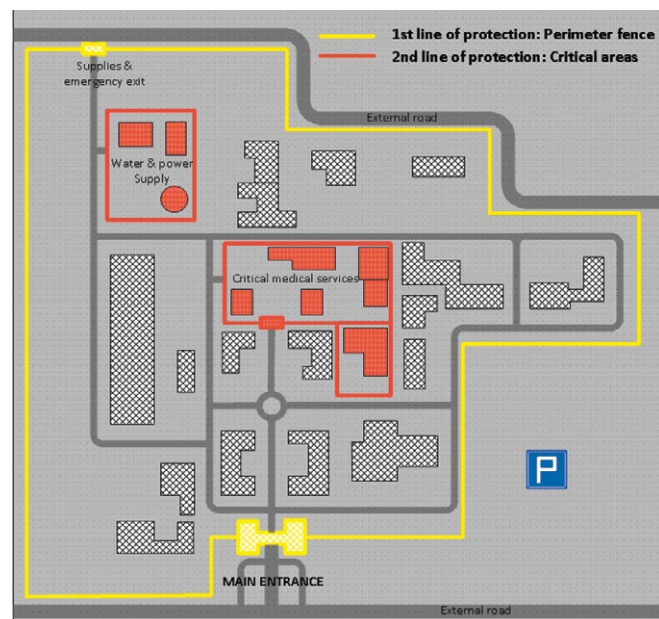 1st line of protection: Perimeter fence
2nd line of protection: Critical areas
Supplies &
emergency exit
External road
Water & power
Supply
Critical medical services
P
MAIN ENTRANCE
External road